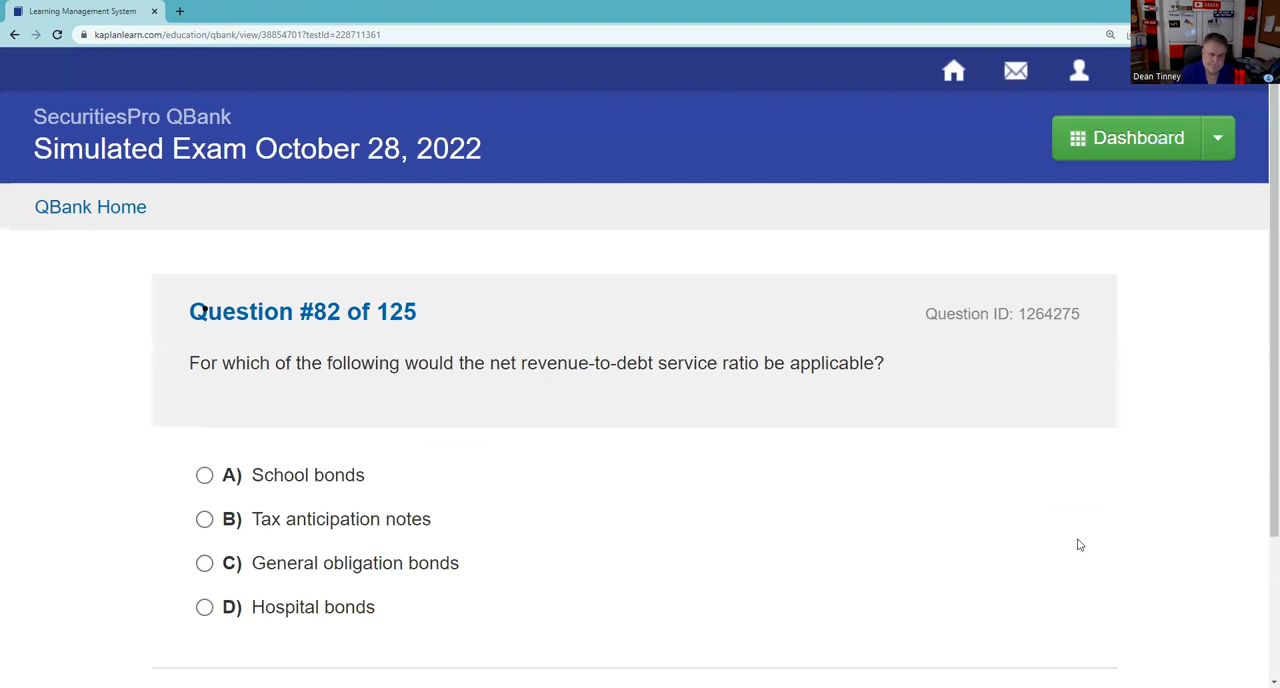 Learning Management System
kaplanlearn.com/education/qbank/view/38854701?testId=228711361
Dean Tinney
SecuritiesPro QBank
Simulated Exam October 28, 2022
Dashboard
QBank Home
Question #82 of 125
Question ID: 1264275
For which of the following would the net revenue-to-debt service ratio be applicable?
A) School bonds
B) Tax anticipation notes
C) General obligation bonds
D) Hospital bonds